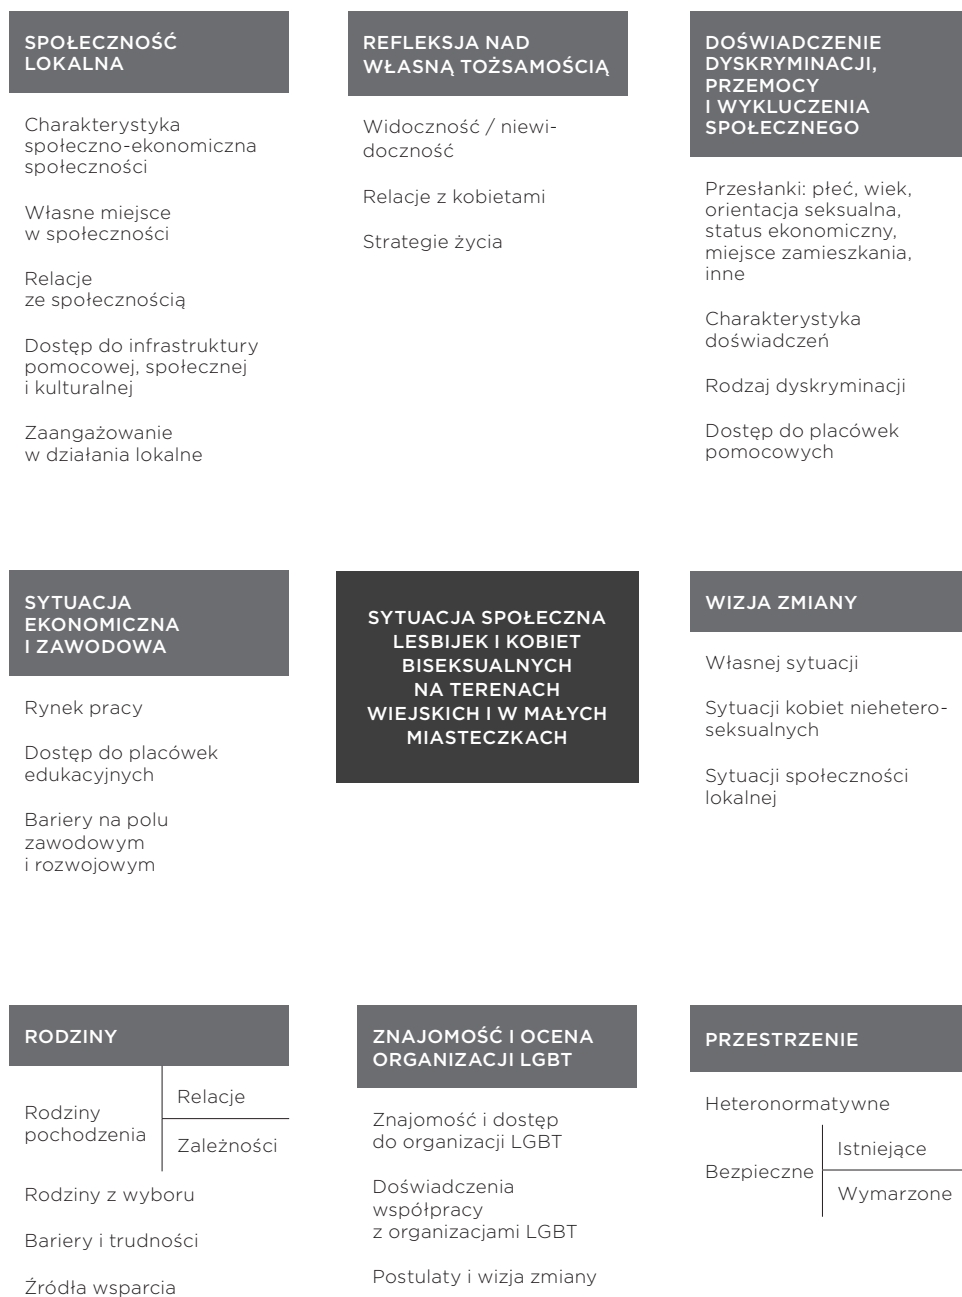 SPOŁECZNOŚĆ
LOKALNA
Charakterystyka
społeczno-ekonomiczna
społeczności
Własne miejsce
w społeczności
Relacje
ze społecznością
Dostęp do infrastruktury
pomocowej, społecznej
i kulturalnej
Zaangażowanie
w działania lokalne
REFLEKSJA NAD
WŁASNĄ TOŻSAMOŚCIĄ
Widoczność / niewi-
doczność
Relacje z kobietami
Strategie życia
DOŚWIADCZENIE
DYSKRYMINACJI,
PRZEMOCY
I WYKLUCZENIA
SPOŁECZNEGO
Przesłanki: płeć, wiek,
orientacja seksualna,
status ekonomiczny,
miejsce zamieszkania,
inne
Charakterystyka
doświadczeń
Rodzaj dyskryminacji
Dostęp do placówek
pomocowych
SYTUACJA
EKONOMICZNA
I ZAWODOWA
Rynek pracy
Dostęp do placówek
edukacyjnych
Bariery na polu
zawodowym
i rozwojowym
SYTUACJA SPOŁECZNA
LESBIJEK I KOBIET
BISEKSUALNYCH
NA TERENACH
WIEJSKICH I W MAŁYCH
MIASTECZKACH
WIZJA ZMIANY
Własnej sytuacji
Sytuacji kobiet niehetero-
seksualnych
Sytuacji społeczności
lokalnej
RODZINY
Rodziny
pochodzenia
Relacje
Zależności
Rodziny z wyboru
Bariery i trudności
Źródła wsparcia
ZNAJOMOŚĆ I OCENA
ORGANIZACJI LGBT
Znajomość i dostęp
do organizacji LGBT
Doświadczenia
współpracy
z organizacjami LGBT
Postulaty i wizja zmiany
PRZESTRZENIE
Heteronormatywne
Bezpieczne
Istniejące
Wymarzone